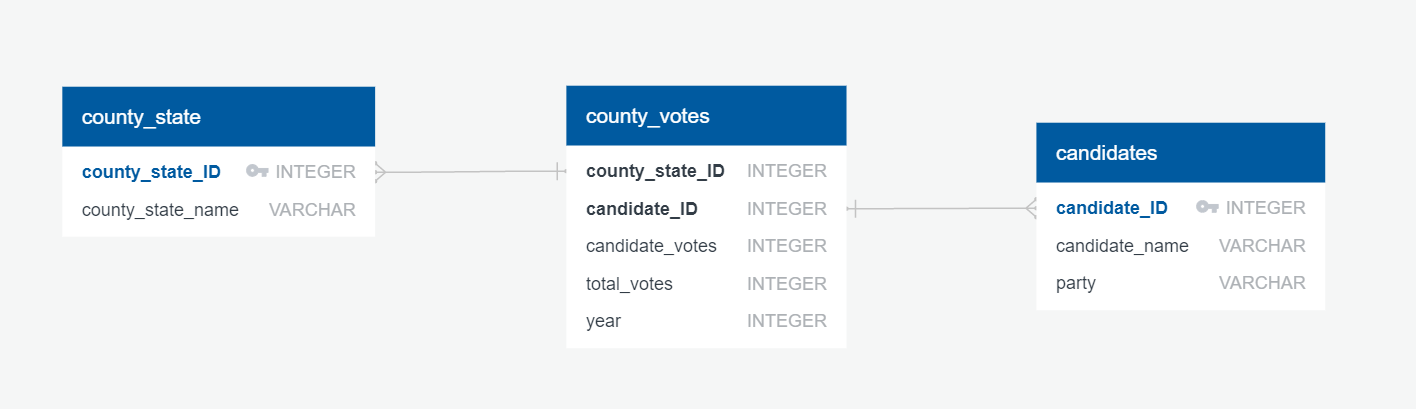 county_state
county_state_ID INTEGER
county_state_name VARCHAR
county_votes
county_state_ID INTEGER
candidate_ID INTEGER
candidate_votes INTEGER
total_votes INTEGER
year INTEGER
candidates
candidate_ID INTEGER
candidate_name VARCHAR
party VARCHAR